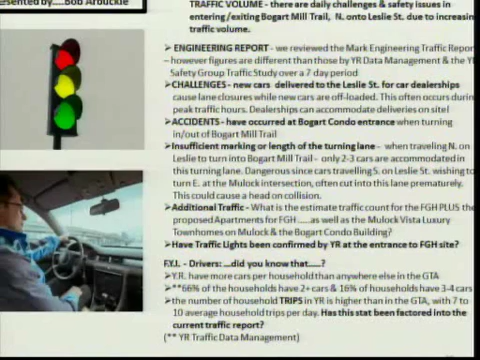 esented by.....Bob Arbuckle
TRAFFIC VOLUME - there are daily challenges & safety issues in
entering/exiting Bogart Mill Trail, N. onto Leslie St. due to increasin
traffic volume.
➢ ENGINEERING REPORT - we reviewed the Mark Engineering Traffic Repor
– however figures are different than those by YR Data Management & the Y
Safety Group Traffic Study over a 7 day period
➢CHALLENGES - new cars delivered to the Leslie St. for car dealerships
cause lane closures while new cars are off-loaded. This often occurs durin
peak traffic hours. Dealerships can accommodate deliveries on site!
➢ACCIDENTS – have occurred at Bogart Condo entrance when turning
in/out of Bogart Mill Trail
➢Insufficient marking or length of the turning lane – when traveling N. on
Leslie to turn into Bogart Mill Trail - only 2-3 cars are accommodated in
this turning lane. Dangerous since cars travelling S. on Leslie St. wishing to
turn E. at the Mulock intersection, often cut into this lane prematurely.
This could cause a head on collision.
➢Additional Traffic - What is the estimate traffic count for the FGH PLUS the
proposed Apartments for FGH .....as well as the Mulock Vista Luxury
Townhomes on Mulock & the Bogart Condo Building?
➢Have Traffic Lights been confirmed by YR at the entrance to FGH site?
F.Y.I. - Drivers: ...did you know that.....?
➢Y.R. have more cars per household than anywhere else in the GTA
➢**66% of the households have 2+ cars & 16% of households have 3-4 cars
➢the number of household TRIPS in YR is higher than in the GTA, with 7 to
10 average household trips per day. Has this stat been factored into the
current traffic report?
(** YR Traffic Data Management)